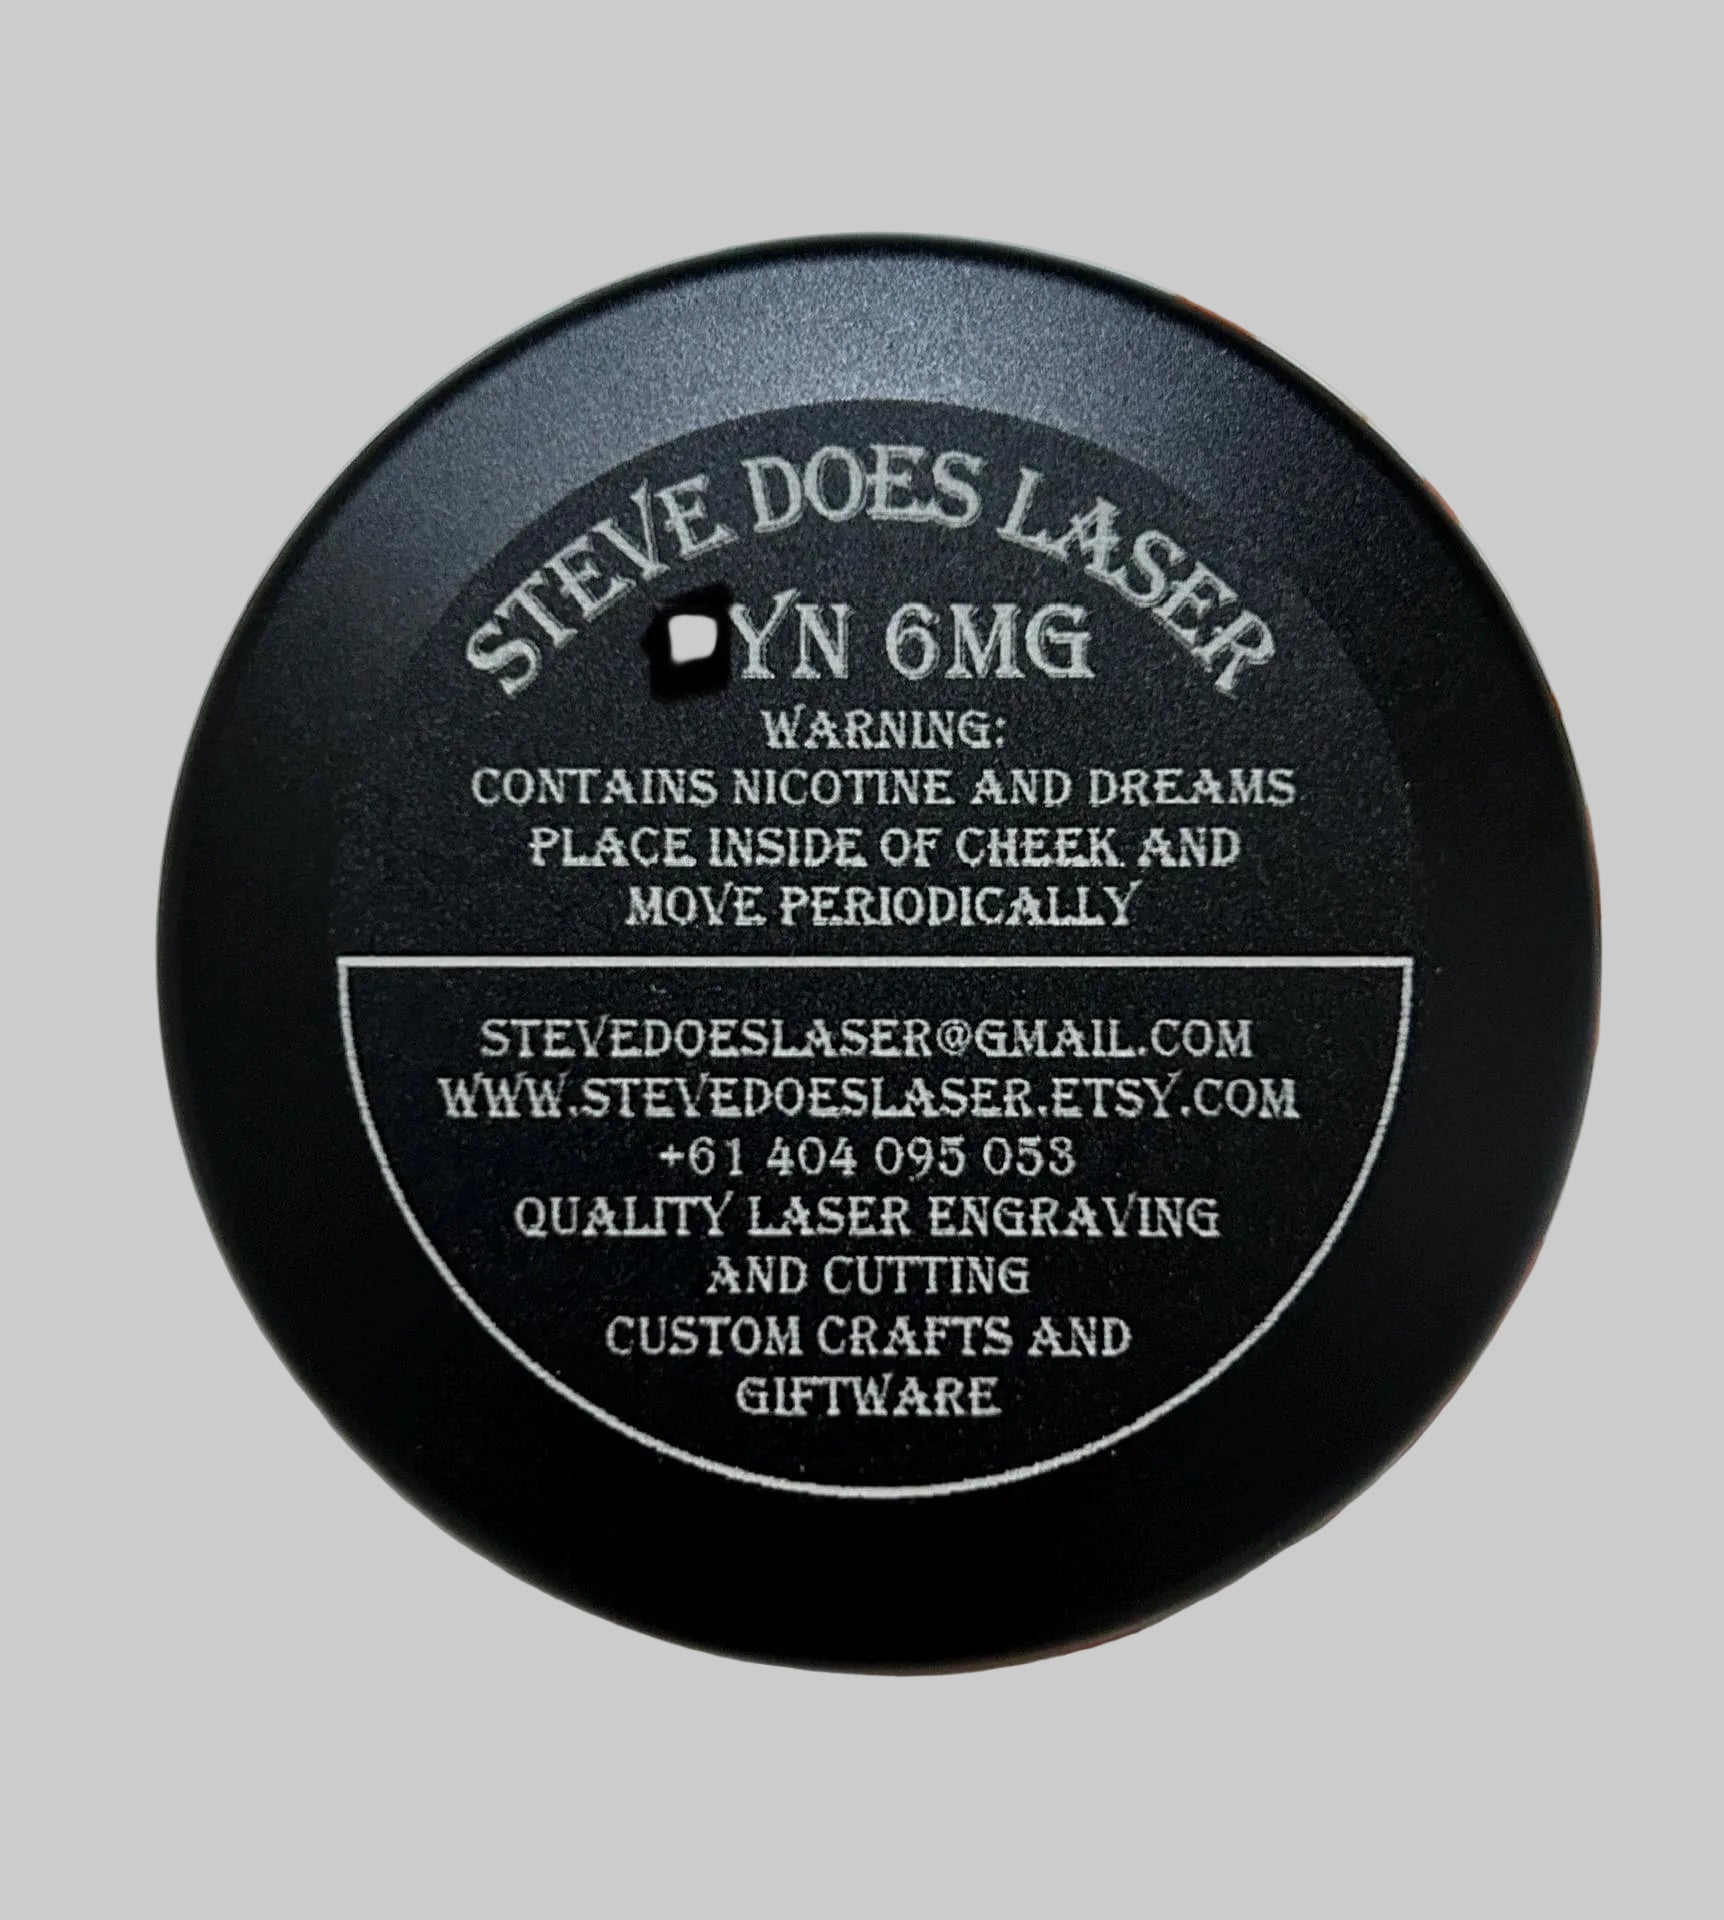 STEVE DOES LASER
YN 6MG
WARNING:
CONTAINS NICOTINE AND DREAMS
PLACE INSIDE OF CHEEK AND
MOVE PERIODICALLY
STEVEDOESLASER@GMAIL.COM
WWW.STEVEDOESLASER.ETSY.COM
+61 404 095 053
QUALITY LASER ENGRAVING
AND CUTTING
CUSTOM CRAFTS AND
GIFTWARE